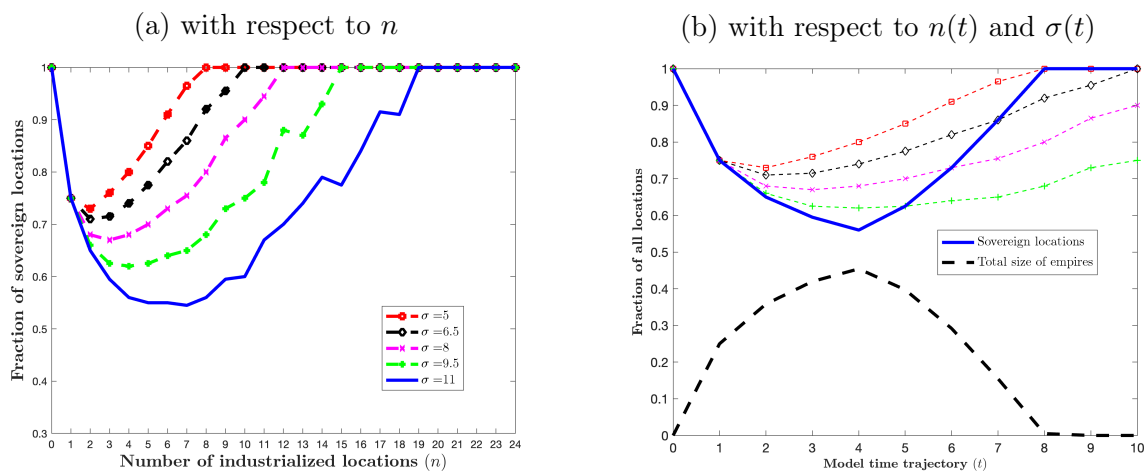 (a) with respect to n
(b) with respect to n(t) and σ(t)
Fraction of sovereign locations
1
0.9
0.8
0.7
0.6
0.5
0.4
0.3
0 1 2 3 4 5 6 7 8 9 10 11 12 13 14 15 16 17 18 19 20 21 22 23 24
Number of industrialized locations (n)
σ =5
σ =6.5
σ =8
σ =9.5
σ =11
Fraction of all locations
1
0.9
0.8
0.7
0.6
0.5
0.4
0.3
0.2
0.1
0
0 1 2 3 4 5 6 7 8 9 10
Model time trajectory (t)
Sovereign locations
Total size of empires